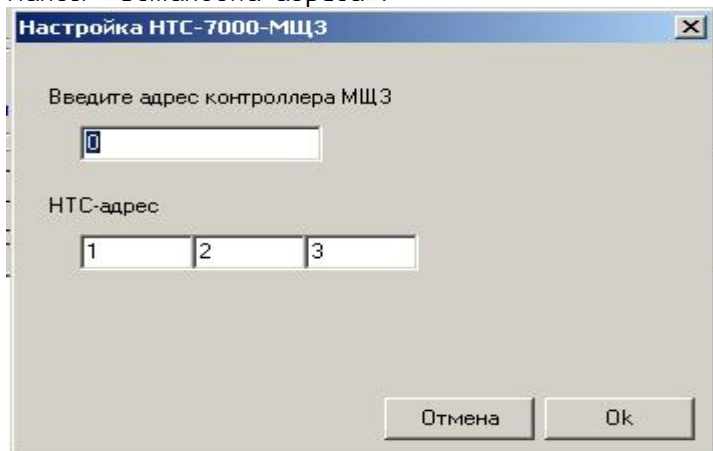 Настройка НТС-7000-МЩЗ
Введите адрес контроллера МЩЗ
0
НТС-адрес
1 2 3
Отмена Ok